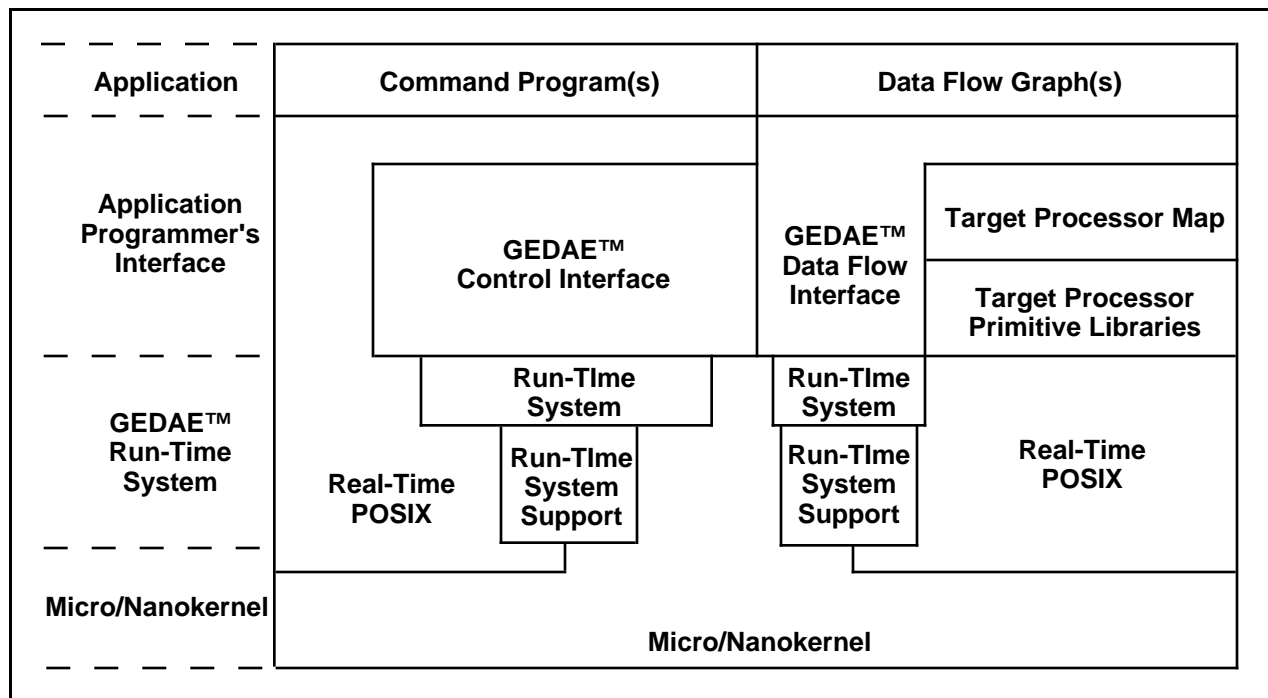 Application
Command Program(s)
Data Flow Graph(s)
Application
Programmer's
Interface
GEDAE™
Control Interface
GEDAE™
Data Flow
Interface
Target Processor Map
Target Processor
Primitive Libraries
GEDAE™
Run-Time
System
Run-TIme
System
Run-TIme
System
Real-Time
POSIX
Run-TIme
System
Support
Run-TIme
System
Support
Real-Time
POSIX
Micro/Nanokernel
Micro/Nanokernel